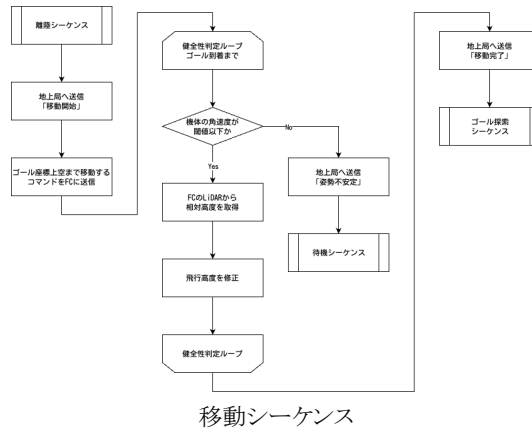 離陸シーケンス
地上局へ送信
「移動開始」
ゴール座標上空まで移動する
コマンドをFCに送信
健全性判定ループ
ゴール到着まで
機体の角速度が
閾値以下か
No
Yes
地上局へ送信
「姿勢不安定」
待機シーケンス
FCのLiDARから
相対高度を取得
飛行高度を修正
健全性判定ループ
地上局へ送信
「移動完了」
ゴール探索
シーケンス
移動シーケンス